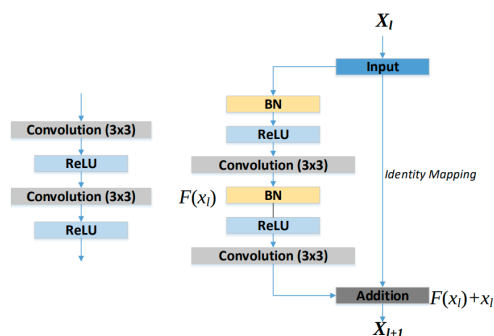 Convolution (3x3)
ReLU
Convolution (3x3)
ReLU
X_l
Input
BN
ReLU
Convolution (3x3)
F(x_l)
BN
ReLU
Convolution (3x3)
Identity Mapping
Addition
F(x_l)+x_l
X_{l+1}